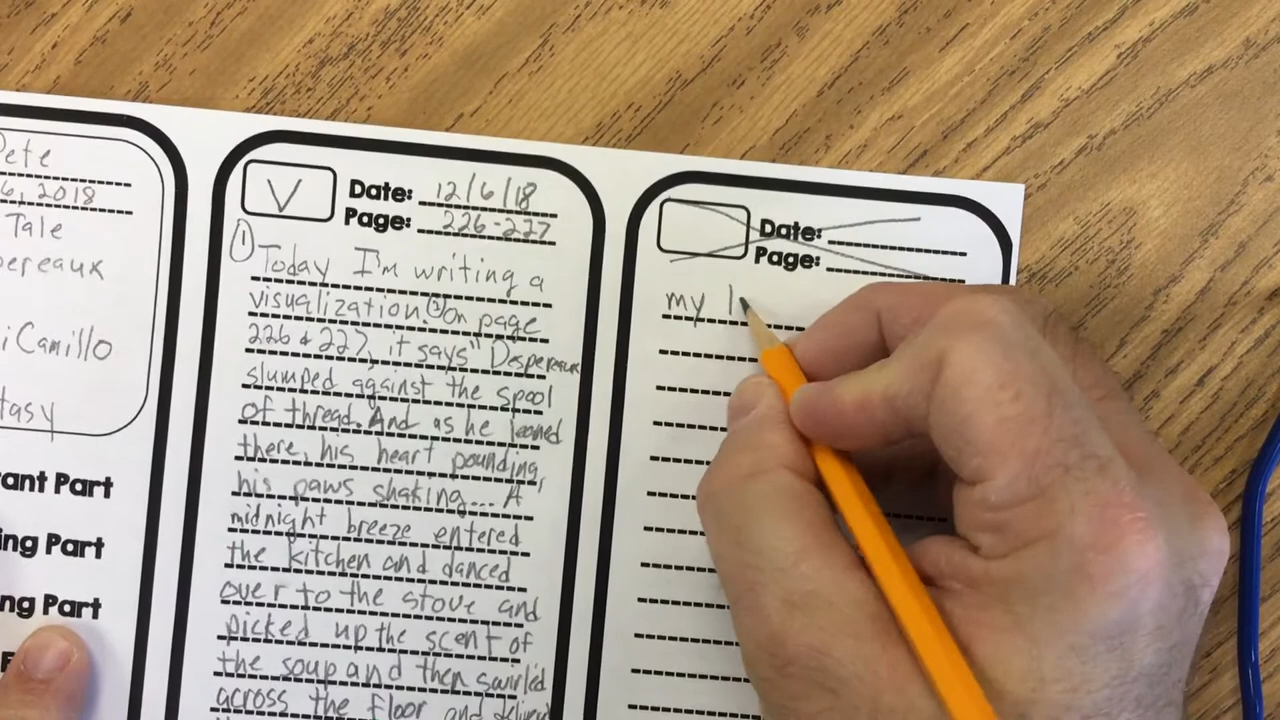 Pete
6, 2018
Tale
pereaux
iCamillo
tasy
ant Part
ing Part
ng Part
V
Date: 12/6/18
Page: 226-227
① Today I'm writing a
visualization. ② On page
226 & 227, it says "Despereaux
slumped against the spool
of thread. And as he leaned
there, his heart pounding,
his paws shaking... A
midnight breeze entered
the kitchen and danced
over to the stove and
picked up the scent of
the soup and then swirled
across the floor and
Date:
Page:
my l